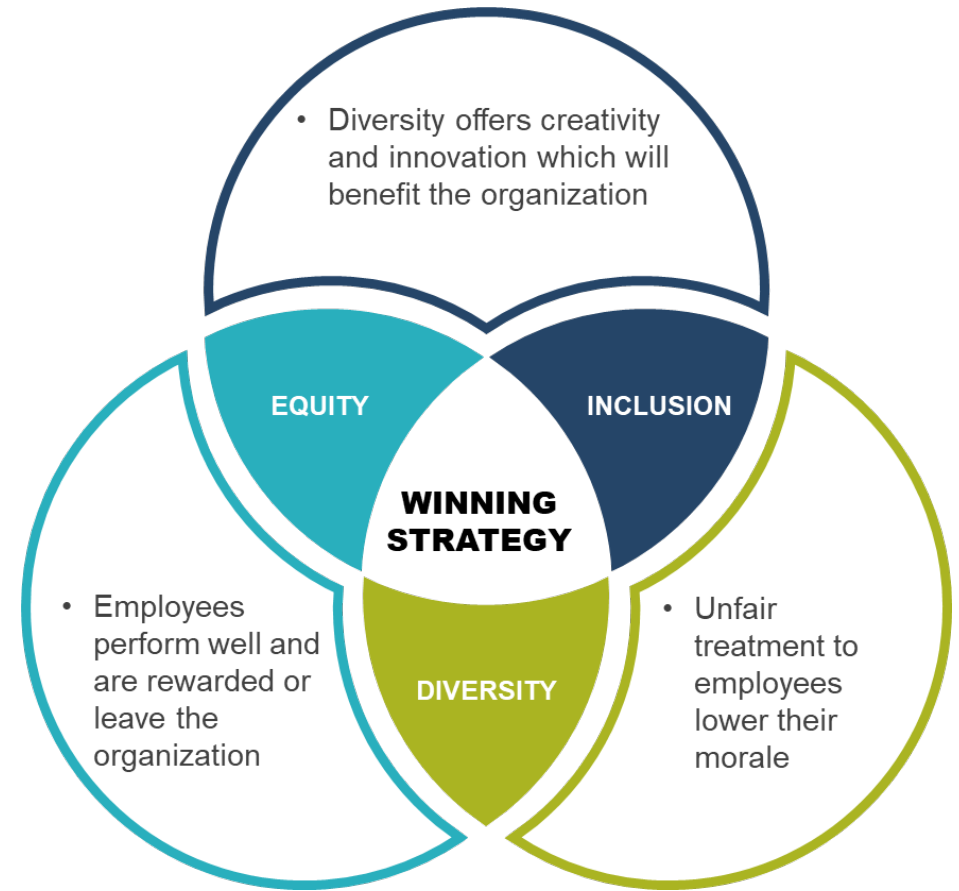 • Diversity offers creativity
and innovation which will
benefit the organization
EQUITY
INCLUSION
WINNING
STRATEGY
• Employees
perform well and
are rewarded or
leave the
organization
DIVERSITY
• Unfair
treatment to
employees
lower their
morale